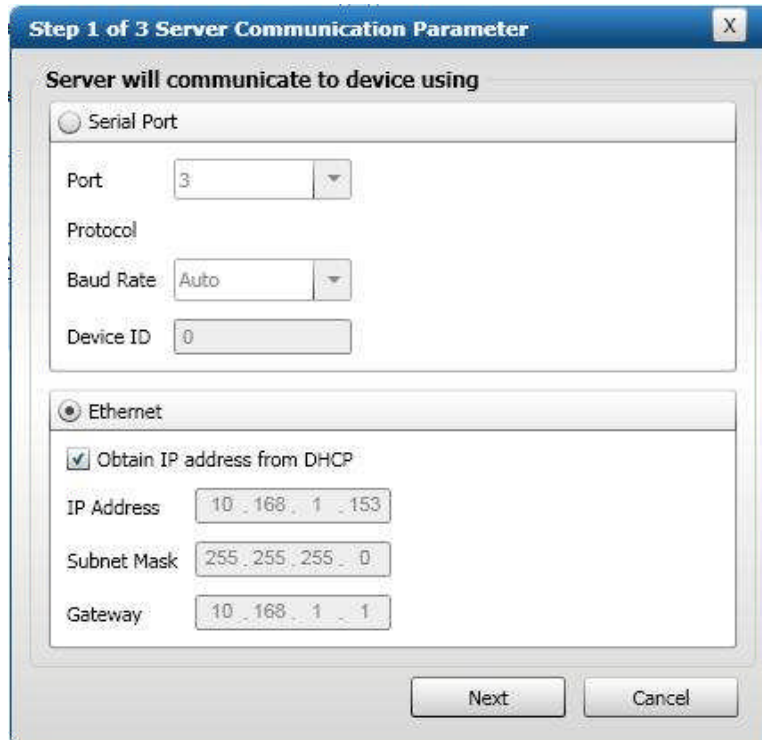 Step 1 of 3 Server Communication Parameter X
Server will communicate to device using
Serial Port
Port 3
Protocol
Baud Rate Auto
Device ID 0
Ethernet
Obtain IP address from DHCP
IP Address 10 . 168 . 1 . 153
Subnet Mask 255 . 255 . 255 . 0
Gateway 10 . 168 . 1 . 1
Next Cancel